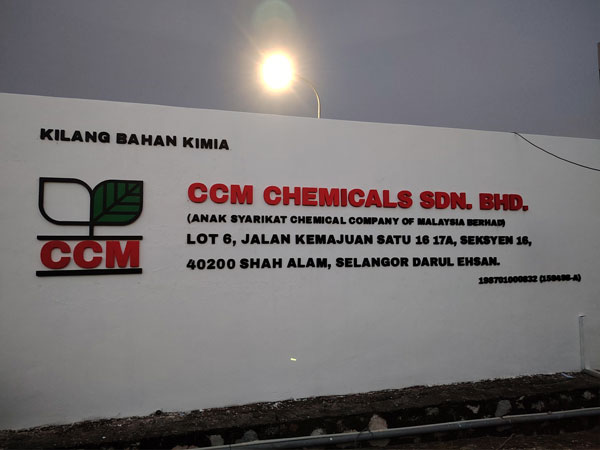 KILANG BAHAN KIMIA
CCM
CCM CHEMICALS SDN. BHD.
(ANAK SYARIKAT CHEMICAL COMPANY OF MALAYSIA BERHAD)
LOT 6, JALAN KEMAJUAN SATU 16 17A, SEKSYEN 16,
40200 SHAH ALAM, SELANGOR DARUL EHSAN.